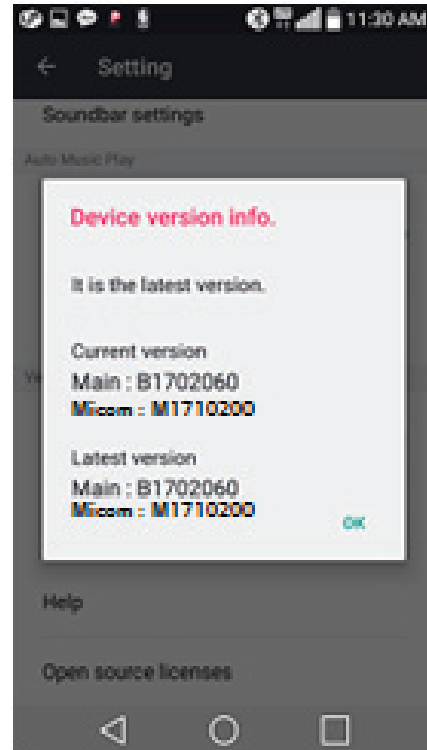 11:30 AM
Setting
Soundbar settings
Auto Music Play
Device version info.
It is the latest version.
Current version
Main : B1702060
Micom : M1710200
Latest version
Main : B1702060
Micom : M1710200
OK
Help
Open source licenses